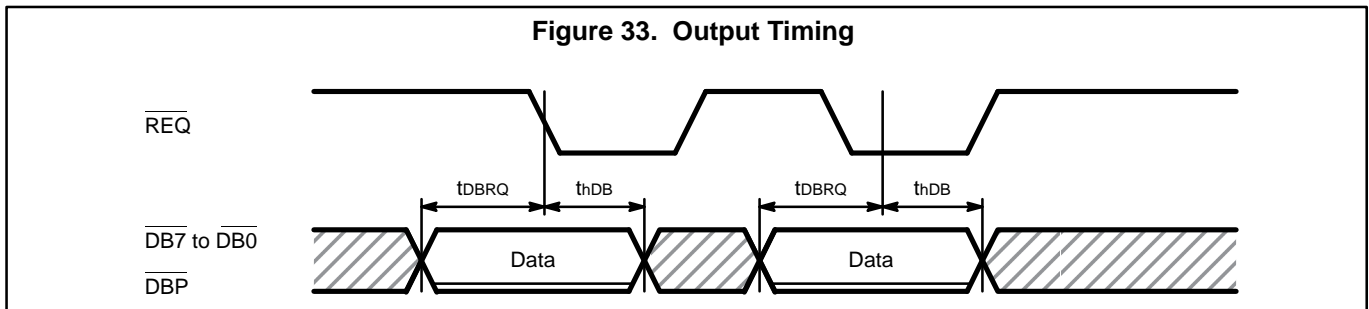 Figure 33.  Output Timing
REQ
tDBRQ thDB tDBRQ thDB
DB7 to DB0
Data Data
DBP